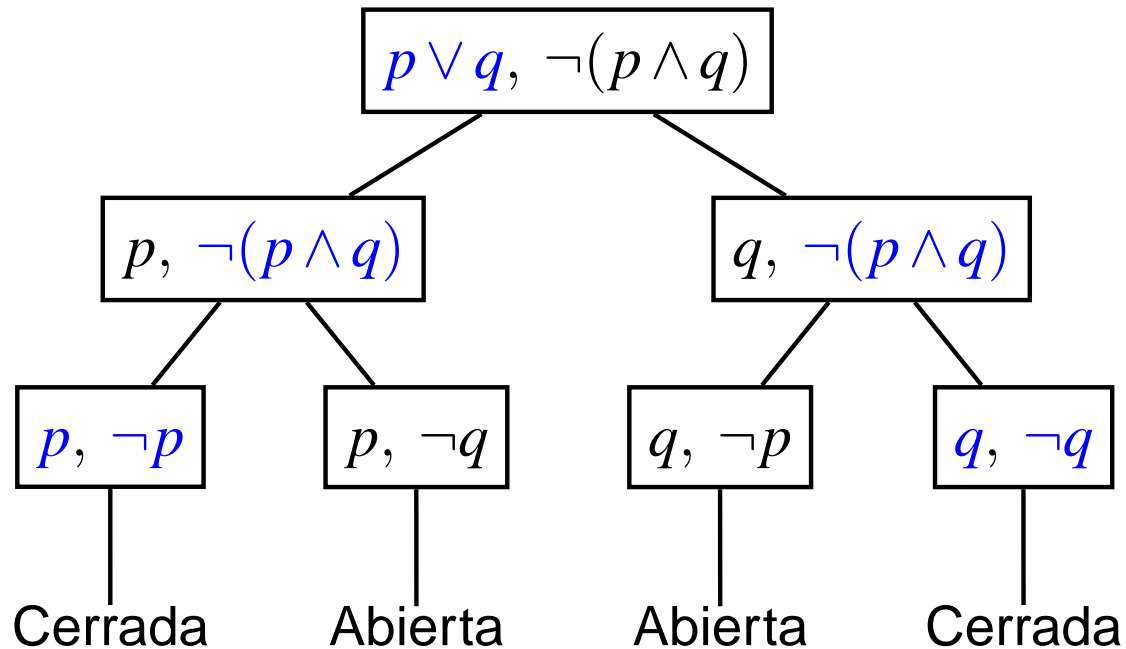 p ∨ q, ¬(p ∧ q)
p, ¬(p ∧ q)
q, ¬(p ∧ q)
p, ¬p
p, ¬q
q, ¬p
q, ¬q
Cerrada
Abierta
Abierta
Cerrada